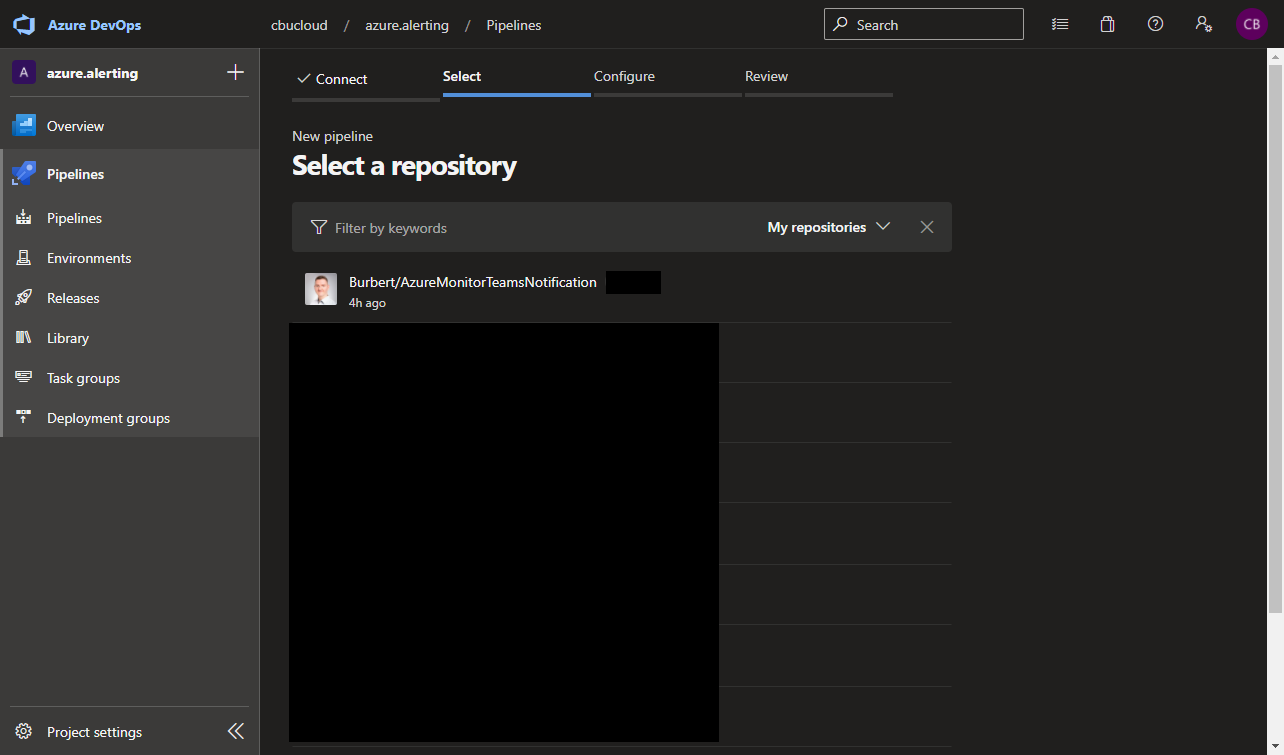 Azure DevOps
cbucloud / azure.alerting / Pipelines
Search
CB
A
azure.alerting
Overview
Pipelines
Pipelines
Environments
Releases
Library
Task groups
Deployment groups
Project settings
Connect
Select
Configure
Review
New pipeline
Select a repository
Filter by keywords
My repositories
Burbert/AzureMonitorTeamsNotification
4h ago